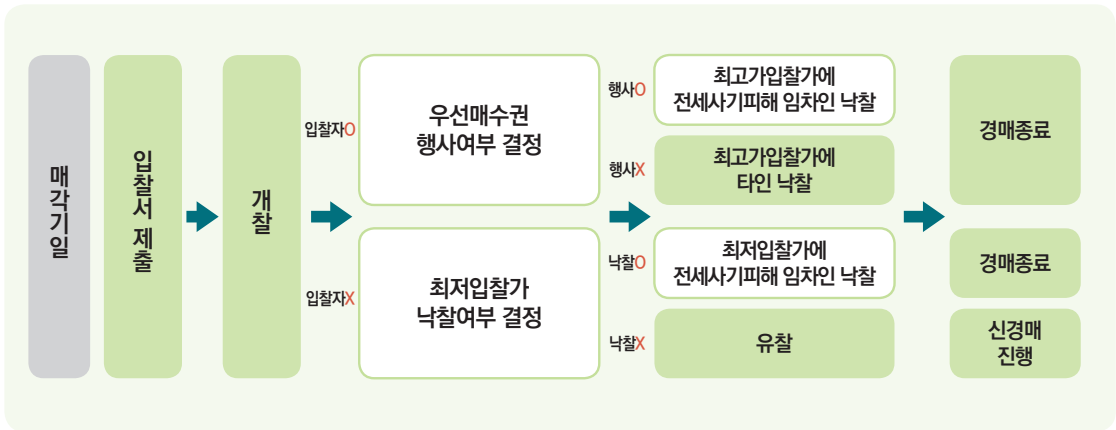 매각기일
입찰서 제출
개찰
입찰자O
우선매수권
행사여부 결정
행사O
최고가입찰가에
전세사기피해 임차인 낙찰
행사X
최고가입찰가에
타인 낙찰
경매종료
입찰자X
최저입찰가
낙찰여부 결정
낙찰O
최저입찰가에
전세사기피해 임차인 낙찰
경매종료
낙찰X
유찰
신경매
진행